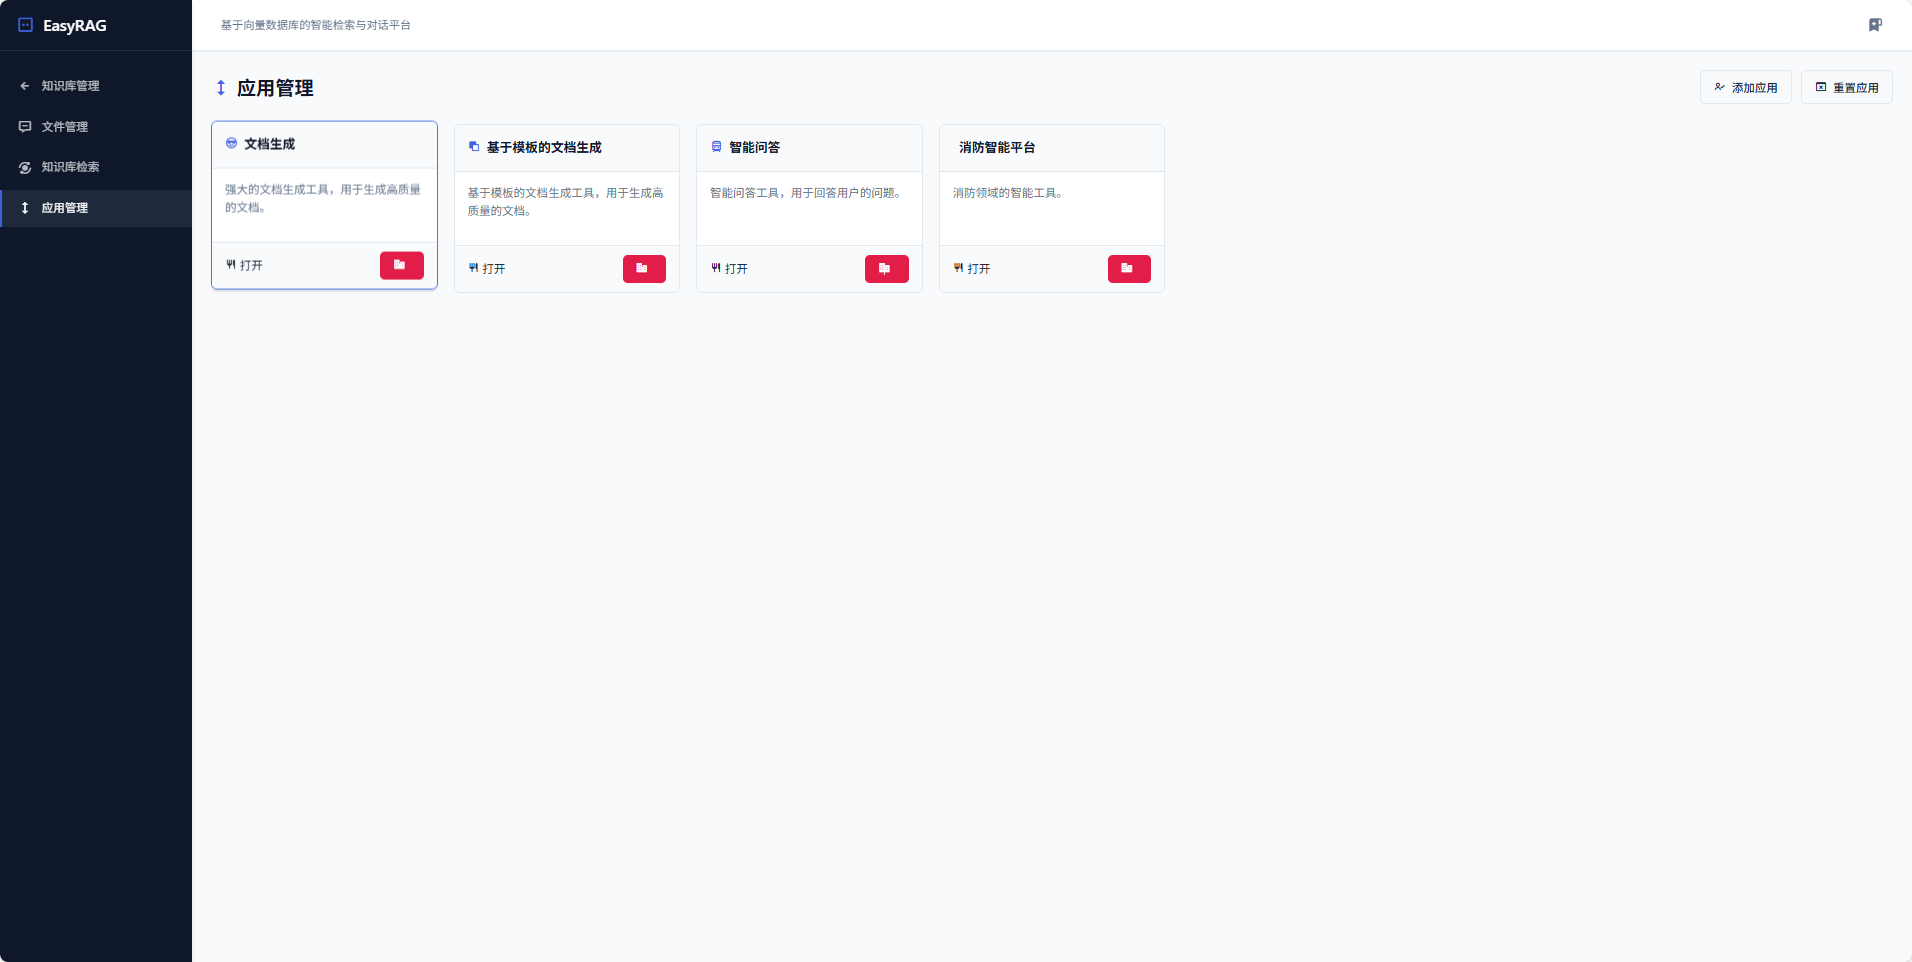 EasyRAG
基于向量数据库的智能检索与对话平台
知识库管理
文件管理
知识库检索
应用管理
应用管理
添加应用
重置应用
文档生成
强大的文档生成工具，用于生成高质量
的文档。
打开
基于模板的文档生成
基于模板的文档生成工具，用于生成高
质量的文档。
打开
智能问答
智能问答工具，用于回答用户的问题。
打开
消防智能平台
消防领域的智能工具。
打开